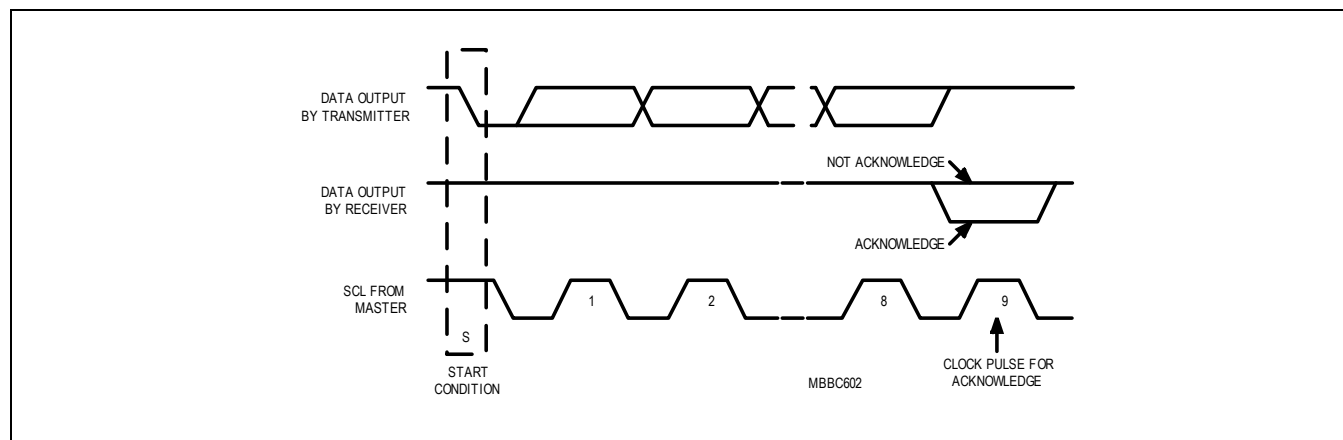 DATA OUTPUT
BY TRANSMITTER
NOT ACKNOWLEDGE
DATA OUTPUT
BY RECEIVER
ACKNOWLEDGE
SCL FROM
MASTER
1
2
8
9
S
START
CONDITION
MBBC602
CLOCK PULSE FOR
ACKNOWLEDGE